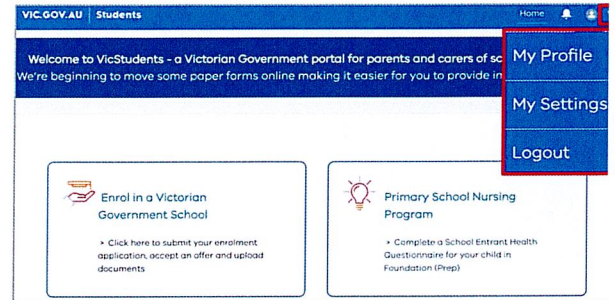 VIC.GOV.AU | Students
Home
My Profile
My Settings
Logout
Welcome to VicStudents - a Victorian Government portal for parents and carers of
We're beginning to move some paper forms online making it easier for you to provide
Enrol in a Victorian
Government School
> Click here to submit your enrolment
application, accept an offer and upload
documents
Primary School Nursing
Program
> Complete a School Entrant Health
Questionnaire for your child in
Foundation (Prep)